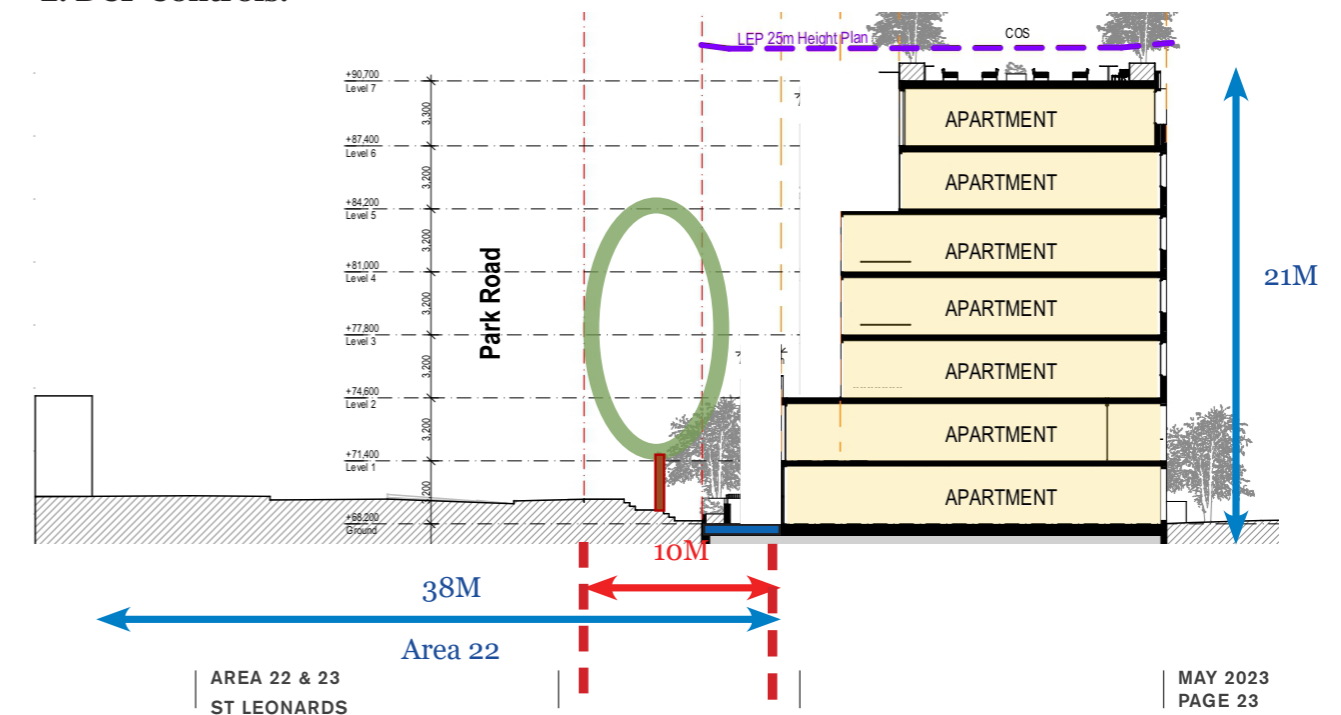 LEP 25m Height Plan
COS
+90,700
Level 7
3,300
+87,400
Level 6
3,200
+84,200
Level 5
3,200
+81,000
Level 4
3,200
+77,800
Level 3
3,200
+74,600
Level 2
3,200
+71,400
Level 1
,200
+68,200
Ground
Park Road
APARTMENT
APARTMENT
APARTMENT
APARTMENT
APARTMENT
APARTMENT
APARTMENT
21M
10M
38M
Area 22
AREA 22 & 23
ST LEONARDS
MAY 2023
PAGE 23